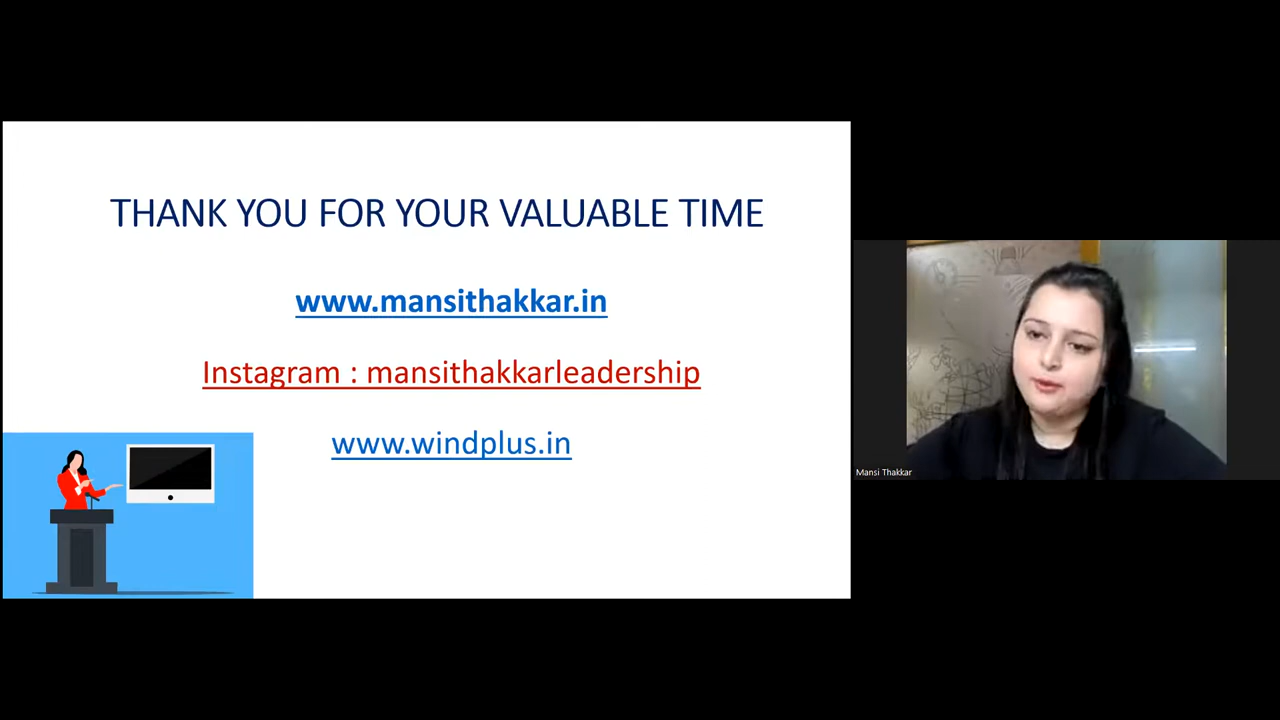 THANK YOU FOR YOUR VALUABLE TIME
www.mansithakkar.in
Instagram : mansithakkarleadership
www.windplus.in
Mansi Thakkar